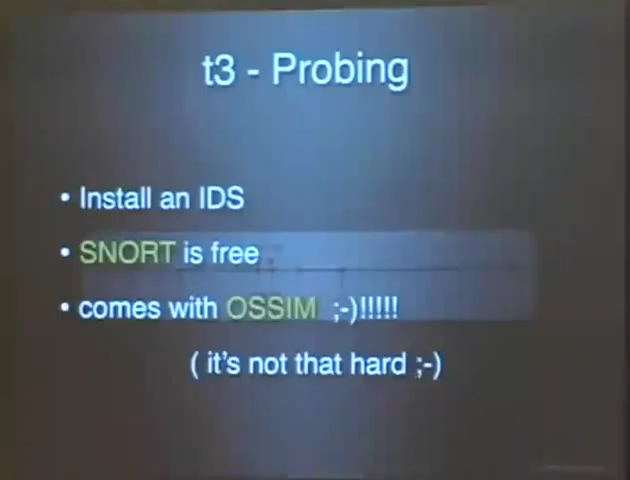 t3 - Probing
• Install an IDS
• SNORT is free
• comes with OSSIM ;-)!!!!!
( it's not that hard ;-)